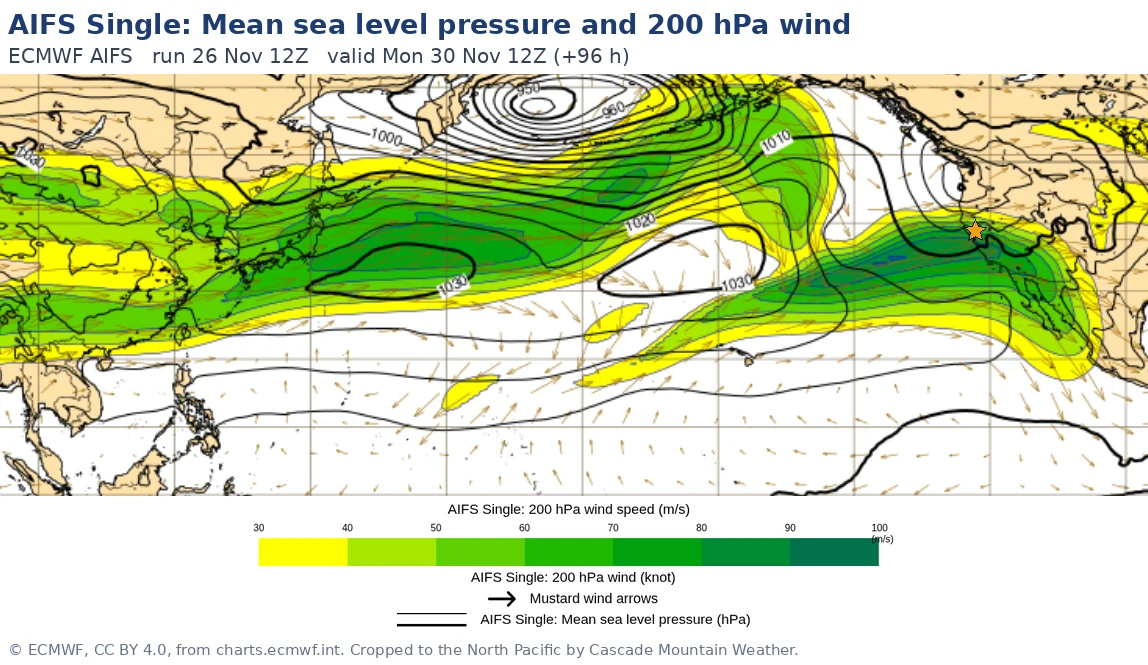 AIFS Single: Mean sea level pressure and 200 hPa wind
ECMWF AIFS   run 26 Nov 12Z   valid Mon 30 Nov 12Z (+96 h)
950
960
1000
1010
1030
1020
1030
1030
AIFS Single: 200 hPa wind speed (m/s)
30 40 50 60 70 80 90 100
(m/s)
AIFS Single: 200 hPa wind (knot)
Mustard wind arrows
AIFS Single: Mean sea level pressure (hPa)
© ECMWF, CC BY 4.0, from charts.ecmwf.int. Cropped to the North Pacific by Cascade Mountain Weather.